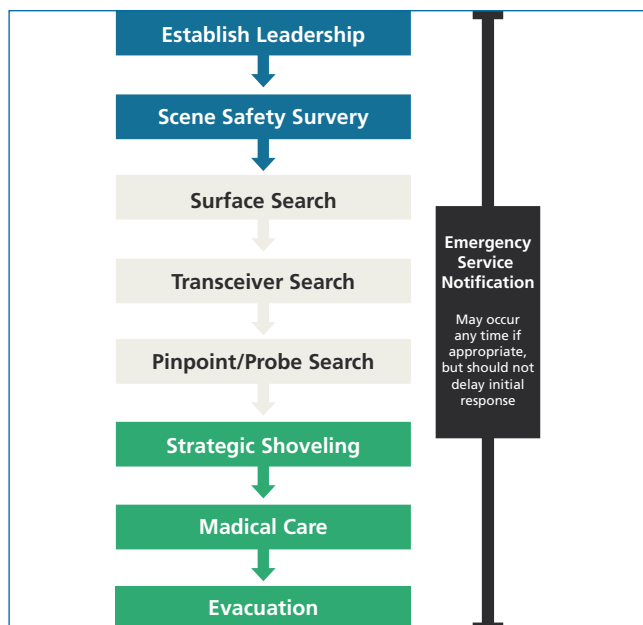 Establish Leadership
Scene Safety Survery
Surface Search
Transceiver Search
Pinpoint/Probe Search
Strategic Shoveling
Madical Care
Evacuation
Emergency
Service
Notification
May occur
any time if
appropriate,
but should not
delay initial
response